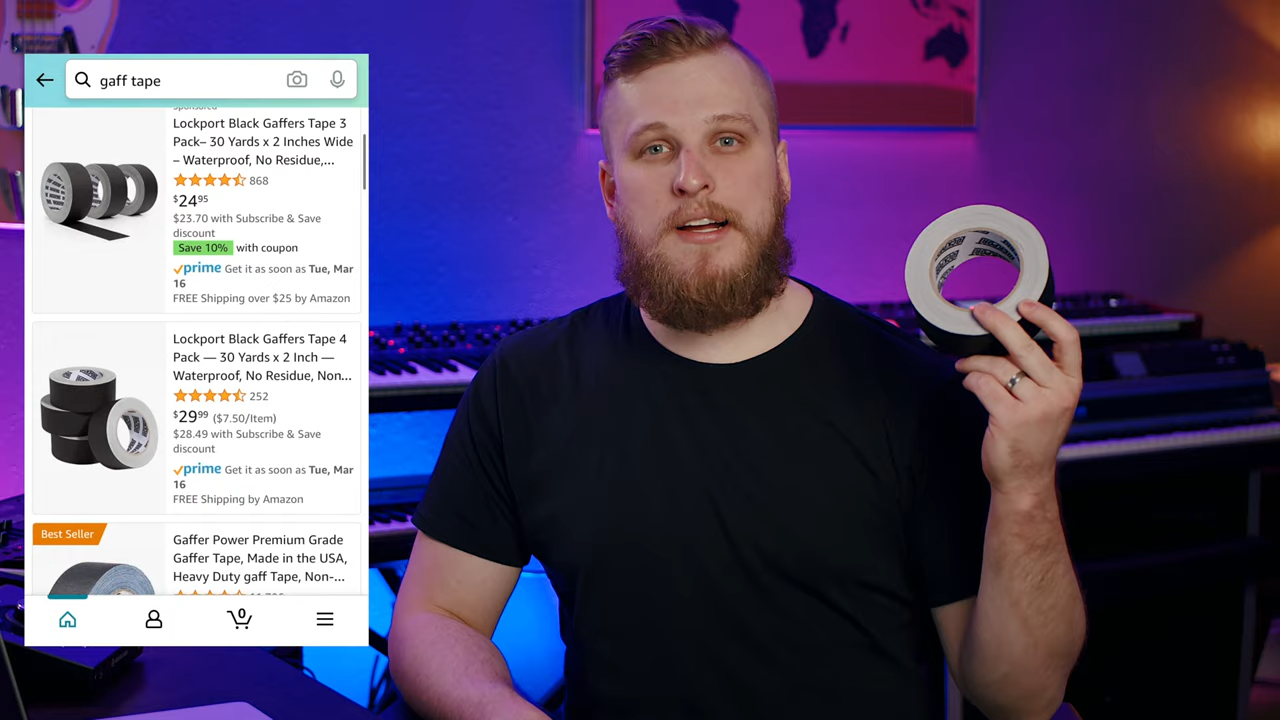 gaff tape
Sponsored
Lockport Black Gaffers Tape 3
Pack– 30 Yards x 2 Inches Wide
– Waterproof, No Residue,...
868
$2495
$23.70 with Subscribe & Save
discount
Save 10% with coupon
prime Get it as soon as Tue, Mar
16
FREE Shipping over $25 by Amazon
Lockport Black Gaffers Tape 4
Pack — 30 Yards x 2 Inch —
Waterproof, No Residue, Non...
252
$2999 ($7.50/Item)
$28.49 with Subscribe & Save
discount
prime Get it as soon as Tue, Mar
16
FREE Shipping by Amazon
Best Seller
Gaffer Power Premium Grade
Gaffer Tape, Made in the USA,
Heavy Duty gaff Tape, Non-...
0